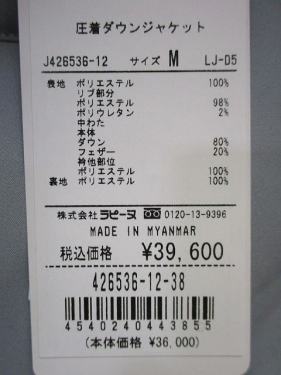 圧着ダウンジャケット
J426536-12 サイズ M LJ-D5
表地 ポリエステル 100%
リブ部分
ポリエステル 98%
ポリウレタン 2%
中わた
本体
ダウン 80%
フェザー 20%
衿他部位
ポリエステル 100%
裏地 ポリエステル 100%
株式会社ラピーヌ 0120-13-9396
MADE IN MYANMAR
税込価格 ¥39,600
426536-12-38
4540240443855
(本体価格 ¥36,000)